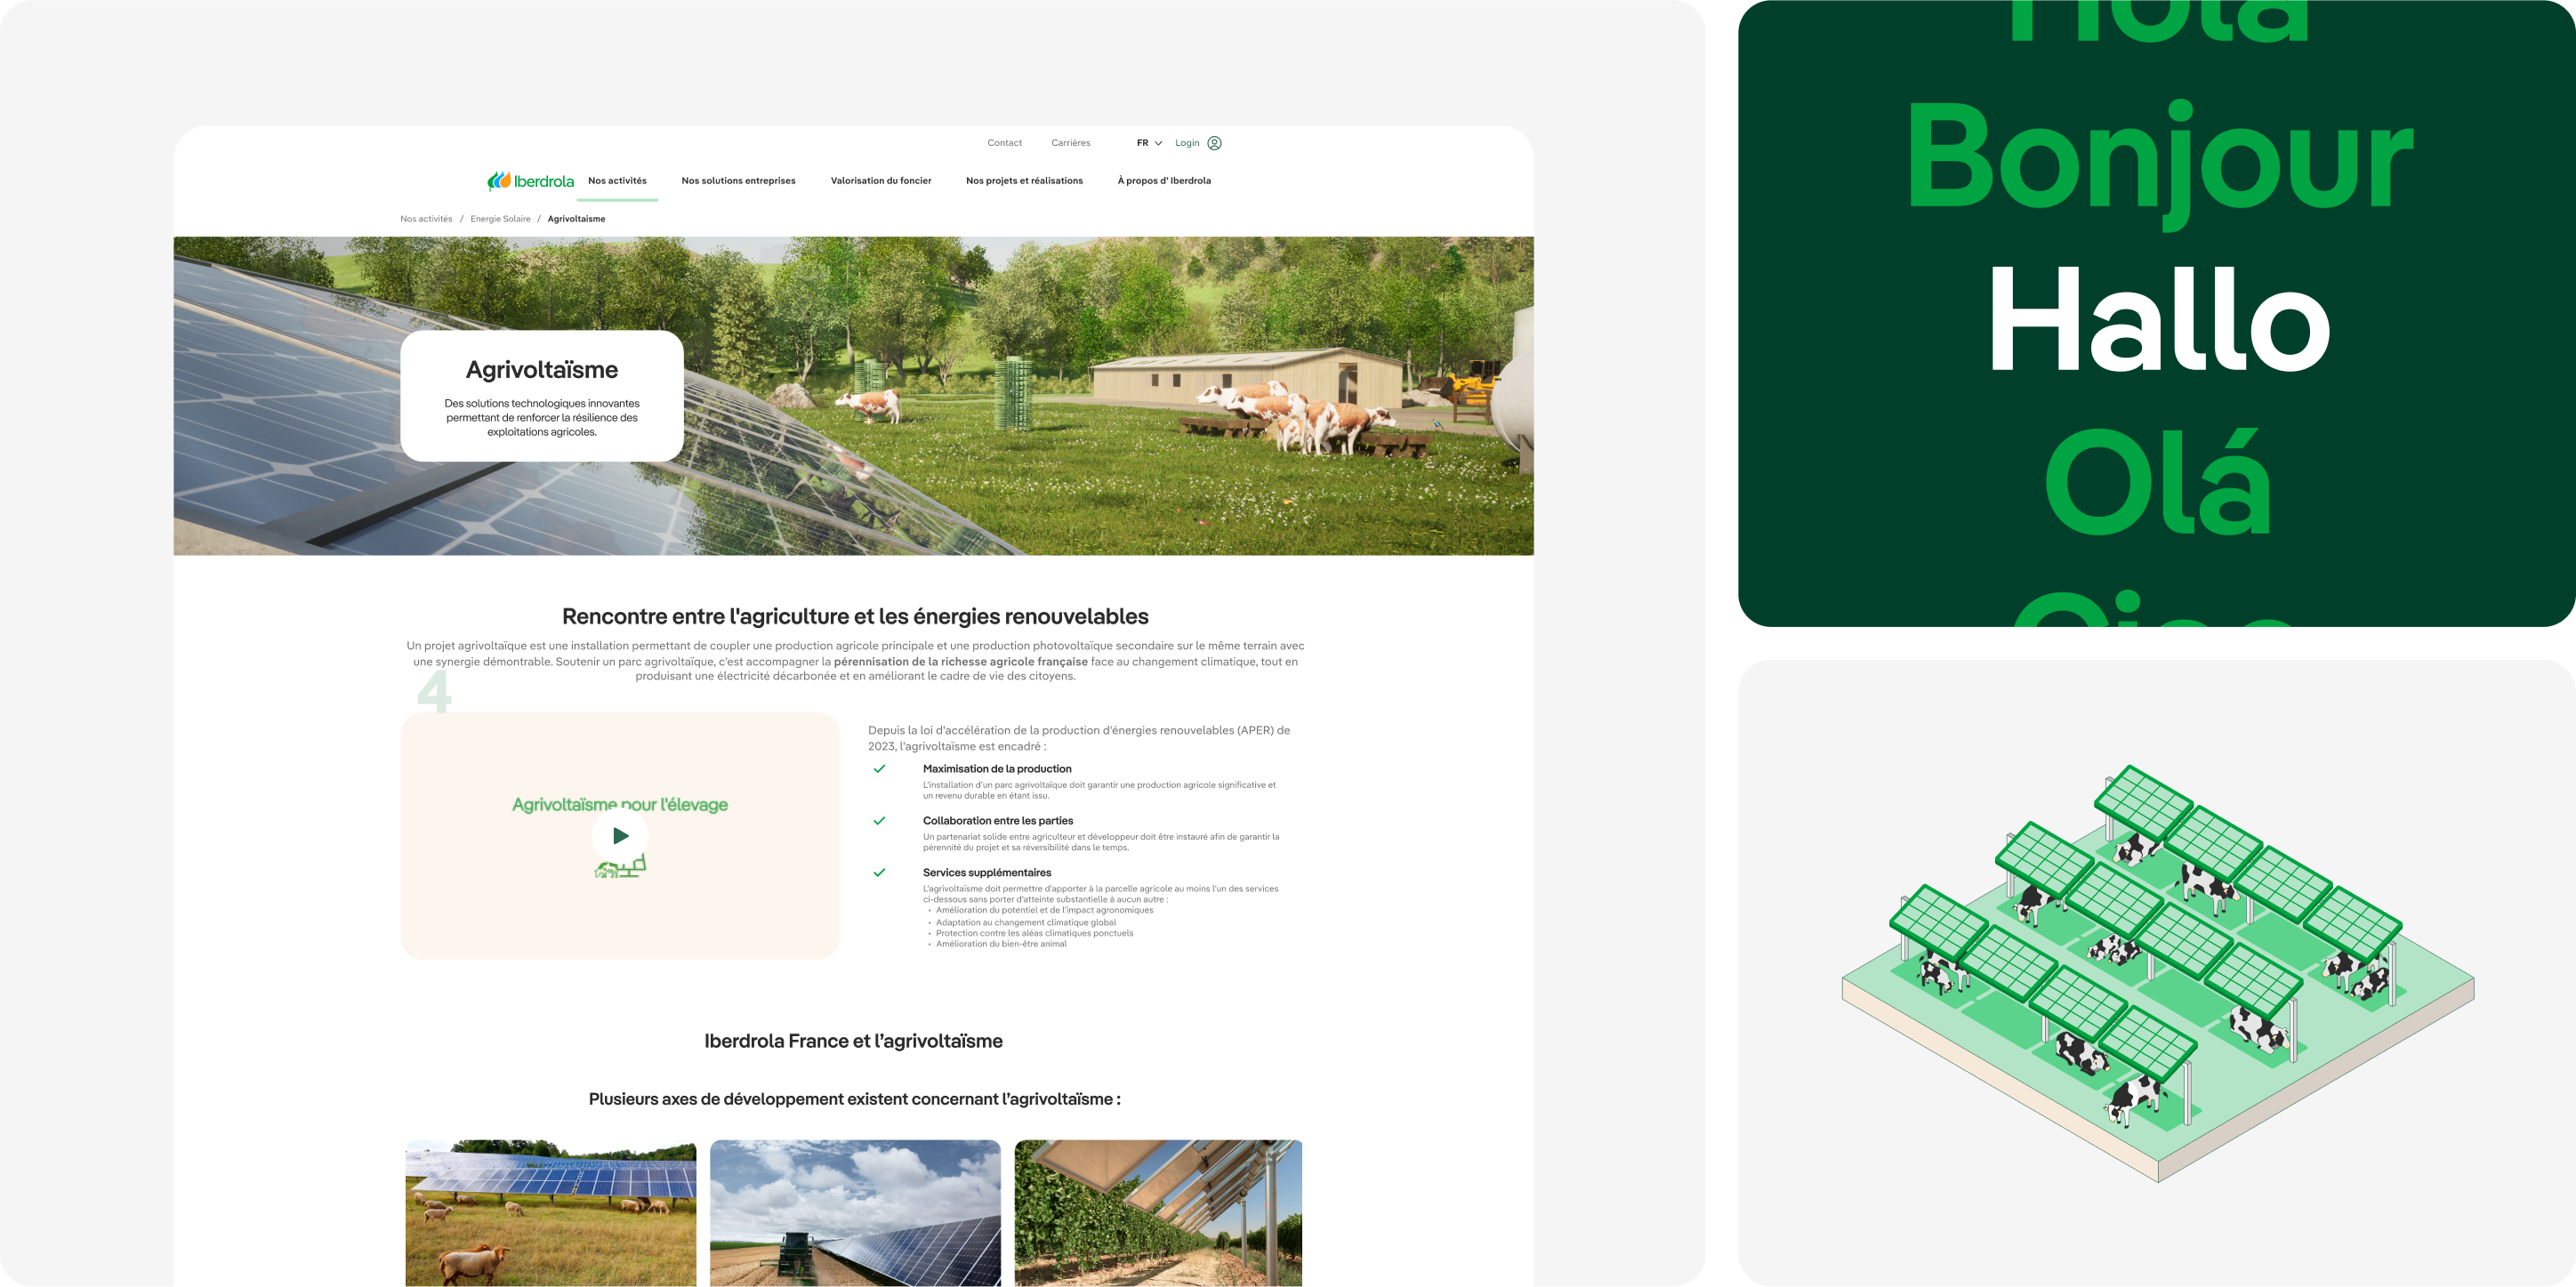 Contact Carrières FR Login
Iberdrola Nos activités Nos solutions entreprises Valorisation du foncier Nos projets et réalisations À propos d' Iberdrola
Nos activités / Energie Solaire / Agrivoltaisme
Agrivoltaïsme
Des solutions technologiques innovantes
permettant de renforcer la résilience des
exploitations agricoles.
Rencontre entre l'agriculture et les énergies renouvelables
Un projet agrivoltaïque est une installation permettant de coupler une production agricole principale et une production photovoltaïque secondaire sur le même terrain avec
une synergie démontrable. Soutenir un parc agrivoltaïque, c'est accompagner la pérennisation de la richesse agricole française face au changement climatique, tout en
produisant une électricité décarbonée et en améliorant le cadre de vie des citoyens.
4
Agrivoltaïsme pour l'élevage
Depuis la loi d'accélération de la production d'énergies renouvelables (APER) de
2023, l'agrivoltaïsme est encadré :
Maximisation de la production
L'installation d'un parc agrivoltaïque doit garantir une production agricole significative et
un revenu durable en étant issu.
Collaboration entre les parties
Un partenariat solide entre agriculteur et développeur doit être instauré afin de garantir la
pérennité du projet et sa réversibilité dans le temps.
Services supplémentaires
L'agrivoltaïsme doit permettre d'apporter à la parcelle agricole au moins l'un des services
ci-dessous sans porter d'atteinte substantielle à aucun autre :
• Amélioration du potentiel et de l'impact agronomiques
• Adaptation au changement climatique global
• Protection contre les aléas climatiques ponctuels
• Amélioration du bien-être animal
Iberdrola France et l'agrivoltaïsme
Plusieurs axes de développement existent concernant l'agrivoltaïsme :
Hola
Bonjour
Hallo
Olá
Ciao